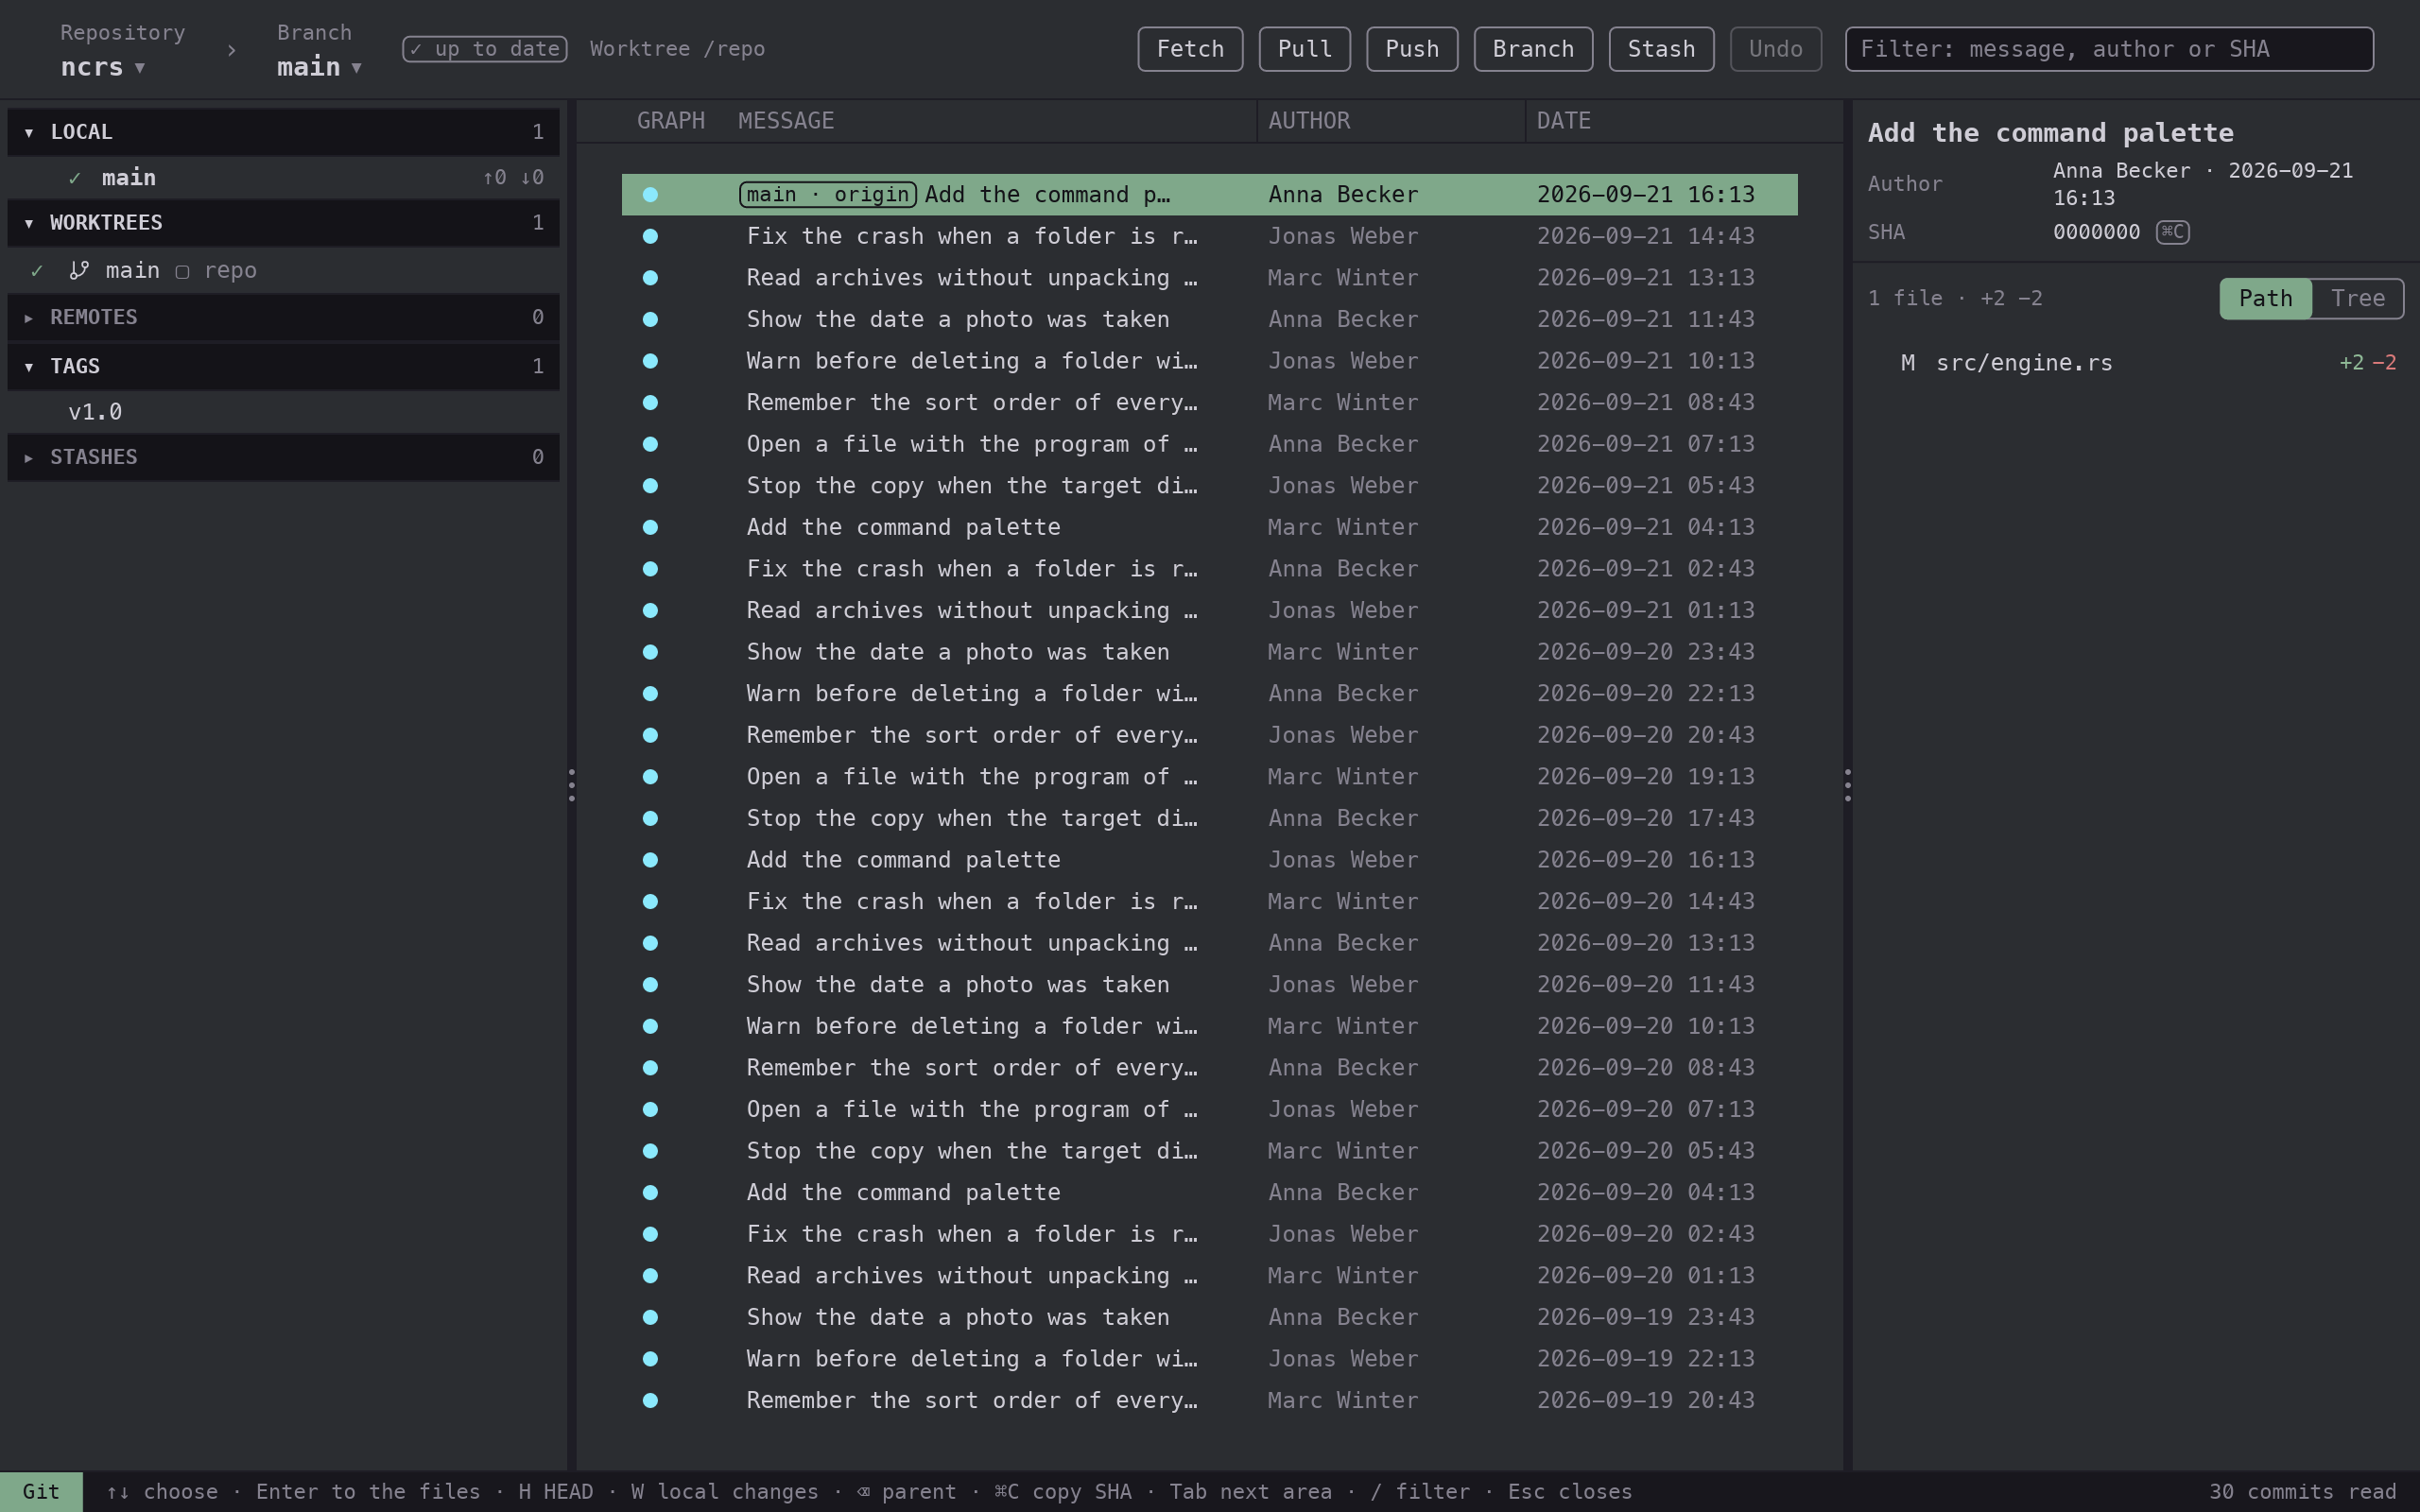 Repository
ncrs ▾
›
Branch
main ▾
✓ up to date
Worktree /repo
Fetch
Pull
Push
Branch
Stash
Undo
Filter: message, author or SHA
▾ LOCAL 1
✓ main ↑0 ↓0
▾ WORKTREES 1
✓ main ▢ repo
▸ REMOTES 0
▾ TAGS 1
v1.0
▸ STASHES 0
GRAPH MESSAGE AUTHOR DATE
main · origin Add the command p… Anna Becker 2026-09-21 16:13
Fix the crash when a folder is r… Jonas Weber 2026-09-21 14:43
Read archives without unpacking … Marc Winter 2026-09-21 13:13
Show the date a photo was taken Anna Becker 2026-09-21 11:43
Warn before deleting a folder wi… Jonas Weber 2026-09-21 10:13
Remember the sort order of every… Marc Winter 2026-09-21 08:43
Open a file with the program of … Anna Becker 2026-09-21 07:13
Stop the copy when the target di… Jonas Weber 2026-09-21 05:43
Add the command palette Marc Winter 2026-09-21 04:13
Fix the crash when a folder is r… Anna Becker 2026-09-21 02:43
Read archives without unpacking … Jonas Weber 2026-09-21 01:13
Show the date a photo was taken Marc Winter 2026-09-20 23:43
Warn before deleting a folder wi… Anna Becker 2026-09-20 22:13
Remember the sort order of every… Jonas Weber 2026-09-20 20:43
Open a file with the program of … Marc Winter 2026-09-20 19:13
Stop the copy when the target di… Anna Becker 2026-09-20 17:43
Add the command palette Jonas Weber 2026-09-20 16:13
Fix the crash when a folder is r… Marc Winter 2026-09-20 14:43
Read archives without unpacking … Anna Becker 2026-09-20 13:13
Show the date a photo was taken Jonas Weber 2026-09-20 11:43
Warn before deleting a folder wi… Marc Winter 2026-09-20 10:13
Remember the sort order of every… Anna Becker 2026-09-20 08:43
Open a file with the program of … Jonas Weber 2026-09-20 07:13
Stop the copy when the target di… Marc Winter 2026-09-20 05:43
Add the command palette Anna Becker 2026-09-20 04:13
Fix the crash when a folder is r… Jonas Weber 2026-09-20 02:43
Read archives without unpacking … Marc Winter 2026-09-20 01:13
Show the date a photo was taken Anna Becker 2026-09-19 23:43
Warn before deleting a folder wi… Jonas Weber 2026-09-19 22:13
Remember the sort order of every… Marc Winter 2026-09-19 20:43
Add the command palette
Author Anna Becker · 2026-09-21
16:13
SHA 0000000 ⌘C
1 file · +2 −2
Path
Tree
M src/engine.rs +2 −2
Git ↑↓ choose · Enter to the files · H HEAD · W local changes · ⌫ parent · ⌘C copy SHA · Tab next area · / filter · Esc closes
30 commits read